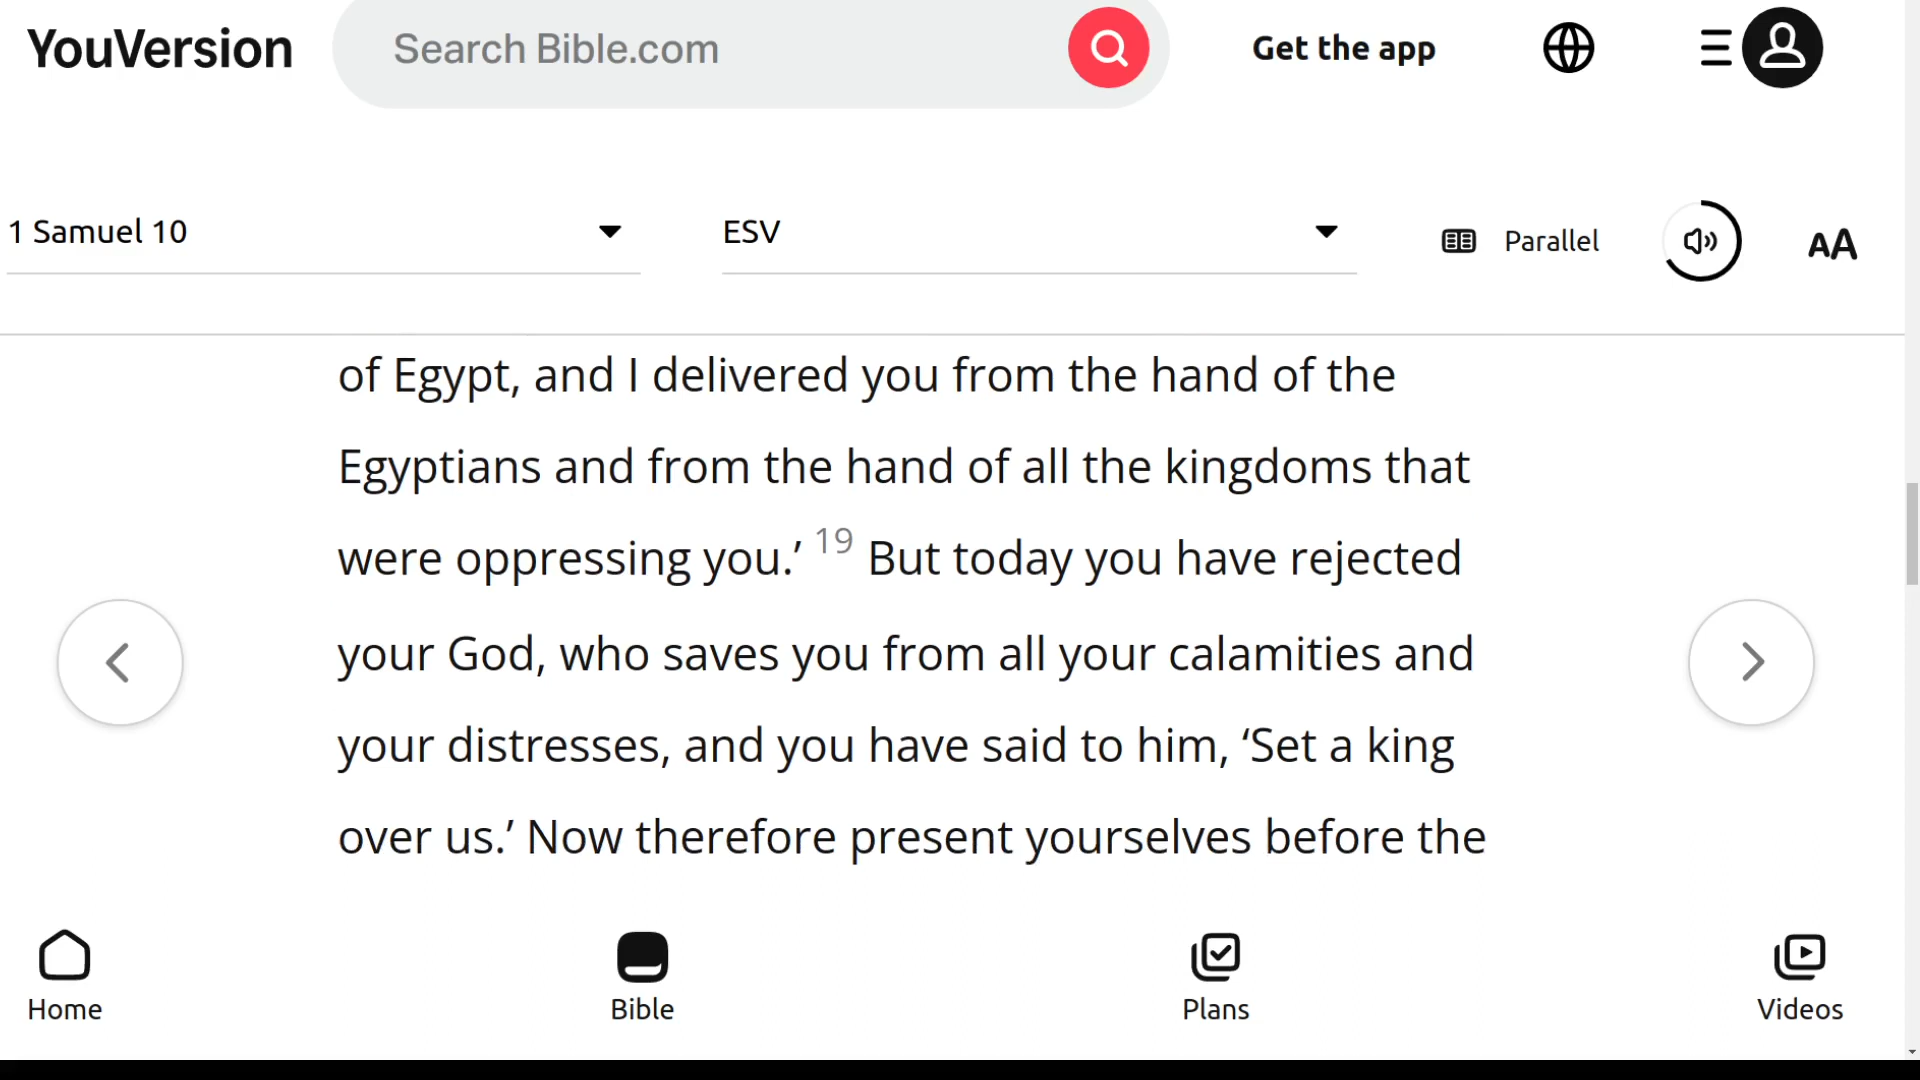 YouVersion
Search Bible.com
Get the app
1 Samuel 10
ESV
Parallel
AA
of Egypt, and I delivered you from the hand of the
Egyptians and from the hand of all the kingdoms that
were oppressing you.’ 19 But today you have rejected
your God, who saves you from all your calamities and
your distresses, and you have said to him, ‘Set a king
over us.’ Now therefore present yourselves before the
Home
Bible
Plans
Videos